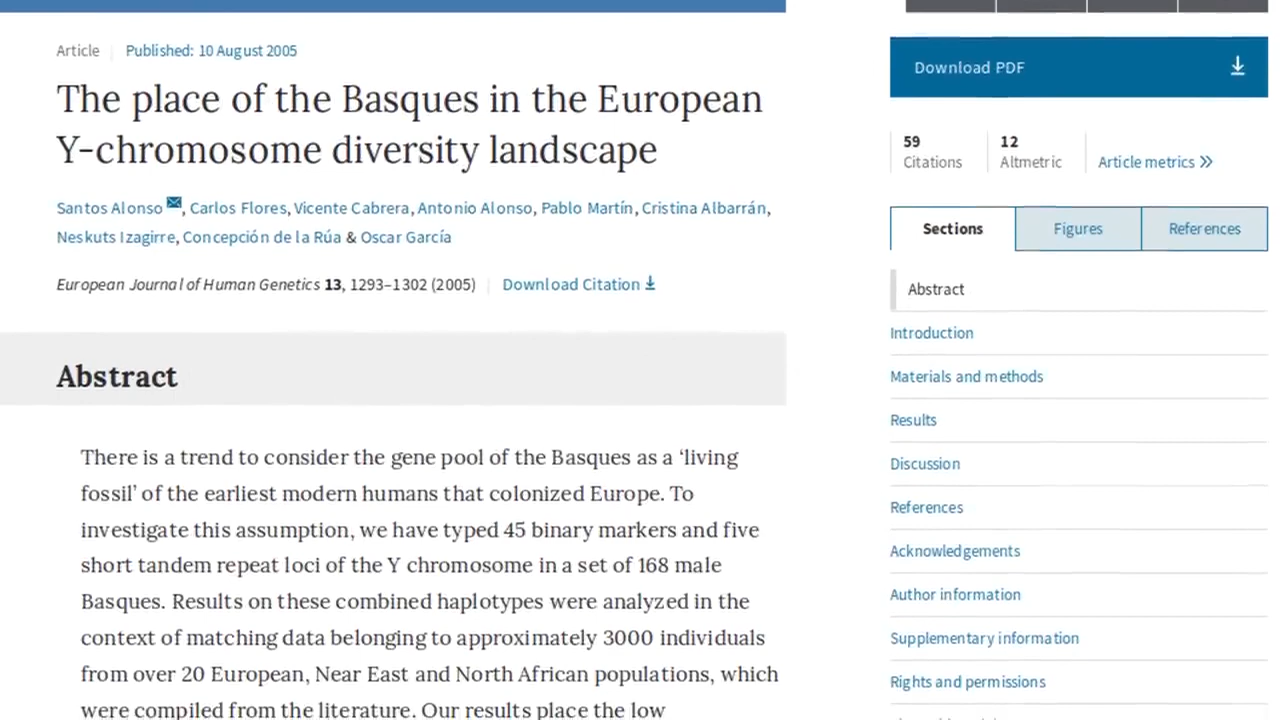 Article Published: 10 August 2005
The place of the Basques in the European
Y-chromosome diversity landscape
Santos Alonso, Carlos Flores, Vicente Cabrera, Antonio Alonso, Pablo Martín, Cristina Albarrán,
Neskuts Izagirre, Concepción de la Rúa & Oscar García
European Journal of Human Genetics 13, 1293–1302 (2005) Download Citation
Abstract
There is a trend to consider the gene pool of the Basques as a ‘living
fossil’ of the earliest modern humans that colonized Europe. To
investigate this assumption, we have typed 45 binary markers and five
short tandem repeat loci of the Y chromosome in a set of 168 male
Basques. Results on these combined haplotypes were analyzed in the
context of matching data belonging to approximately 3000 individuals
from over 20 European, Near East and North African populations, which
were compiled from the literature. Our results place the low
Download PDF
59 12
Citations Altmetric Article metrics
Sections Figures References
Abstract
Introduction
Materials and methods
Results
Discussion
References
Acknowledgements
Author information
Supplementary information
Rights and permissions